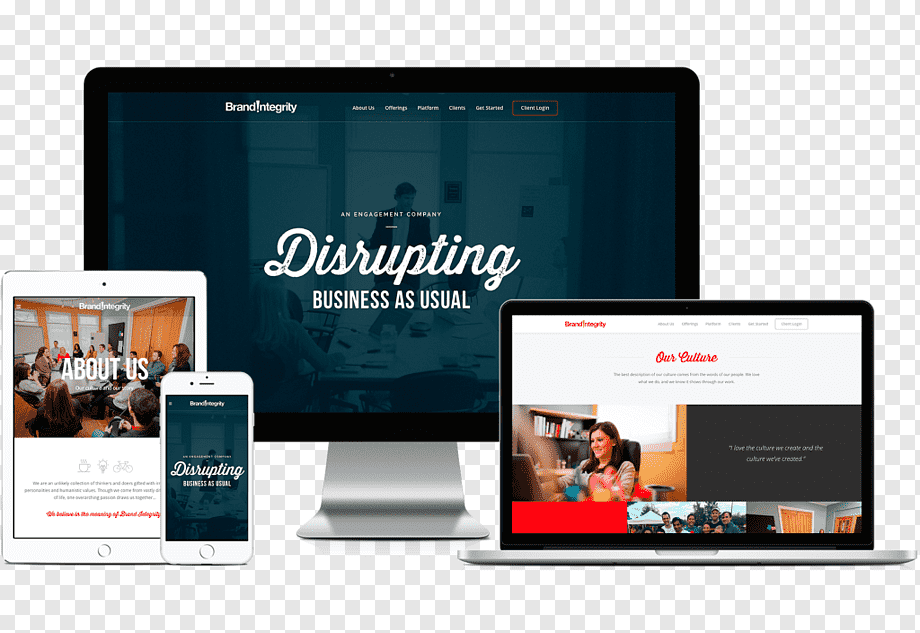 BrandIntegrity
About Us Offerings Platform Clients Get Started Client Login
AN ENGAGEMENT COMPANY
Disrupting
BUSINESS AS USUAL
BrandIntegrity
ABOUT US
Our culture and our story
We are an unlikely collection of thinkers and doers gifted with
personalities and humanistic values. Though we come from vastly
of life, one overarching passion draws us together...
We believe in the meaning of Brand Integrity
BrandIntegrity
AN ENGAGEMENT COMPANY
Disrupting
BUSINESS AS USUAL
BrandIntegrity
About Us Offerings Platform Clients Get Started Client Login
Our Culture
The best description of our culture comes from the words of our people. We love
what we do, and we know it shows through our work.
"I love the culture we create and the
culture we've created."